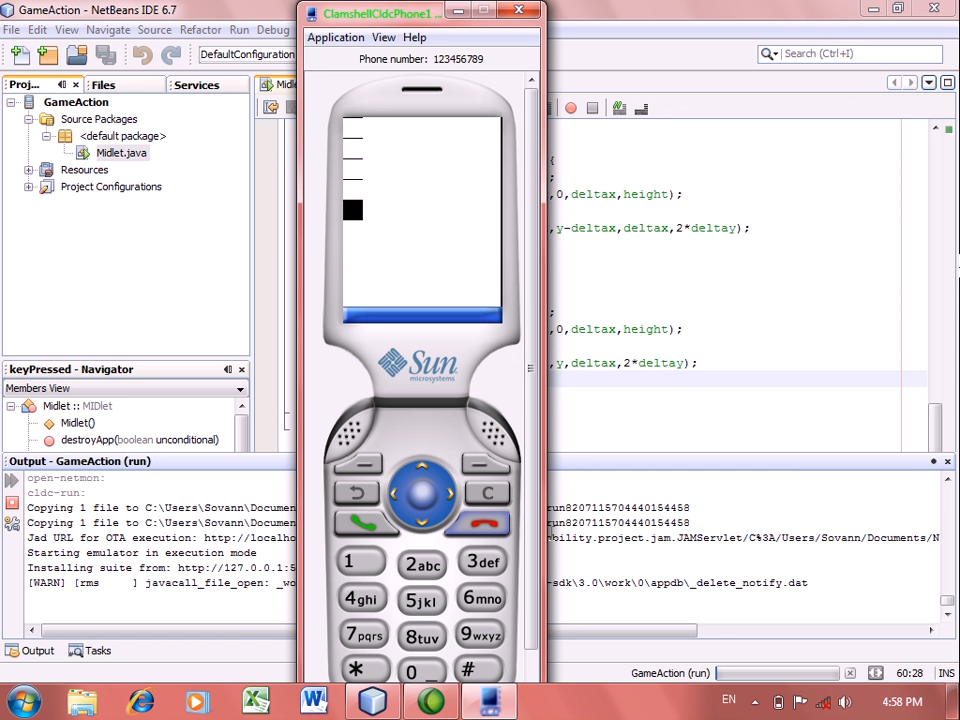 GameAction - NetBeans IDE 6.7
ClamshellCldcPhone1 ...
File Edit View Navigate Source Refactor Run Debug
Application View Help
DefaultConfiguration
Search (Ctrl+I)
Phone number: 123456789
Proj...
Files
Services
Midle
GameAction
Source Packages
<default package>
Midlet.java
Resources
Project Configurations
{
;
,0,deltax,height);
,y-deltax,deltax,2*deltay);
;
,0,deltax,height);
,y,deltax,2*deltay);
Sun
microsystems
keyPressed - Navigator
Members View
Midlet :: MIDlet
Midlet()
destroyApp(boolean unconditional)
Output - GameAction (run)
open-netmon:
cldc-run:
Copying 1 file to C:\Users\Sovann\Documen run8207115704440154458
Copying 1 file to C:\Users\Sovann\Documen run8207115704440154458
Jad URL for OTA execution: http://localho bility.project.jam.JAMServlet/C%3A/Users/Sovann/Documents/N
Starting emulator in execution mode
Installing suite from: http://127.0.0.1:5
[WARN] [rms ] javacall_file_open: _wo -sdk\3.0\work\0\appdb\_delete_notify.dat
C
1 2abc 3def
4ghi 5jkl 6mno
7pqrs 8tuv 9wxyz
* 0 _ #
Output Tasks
GameAction (run)
60:28 INS
EN
4:58 PM